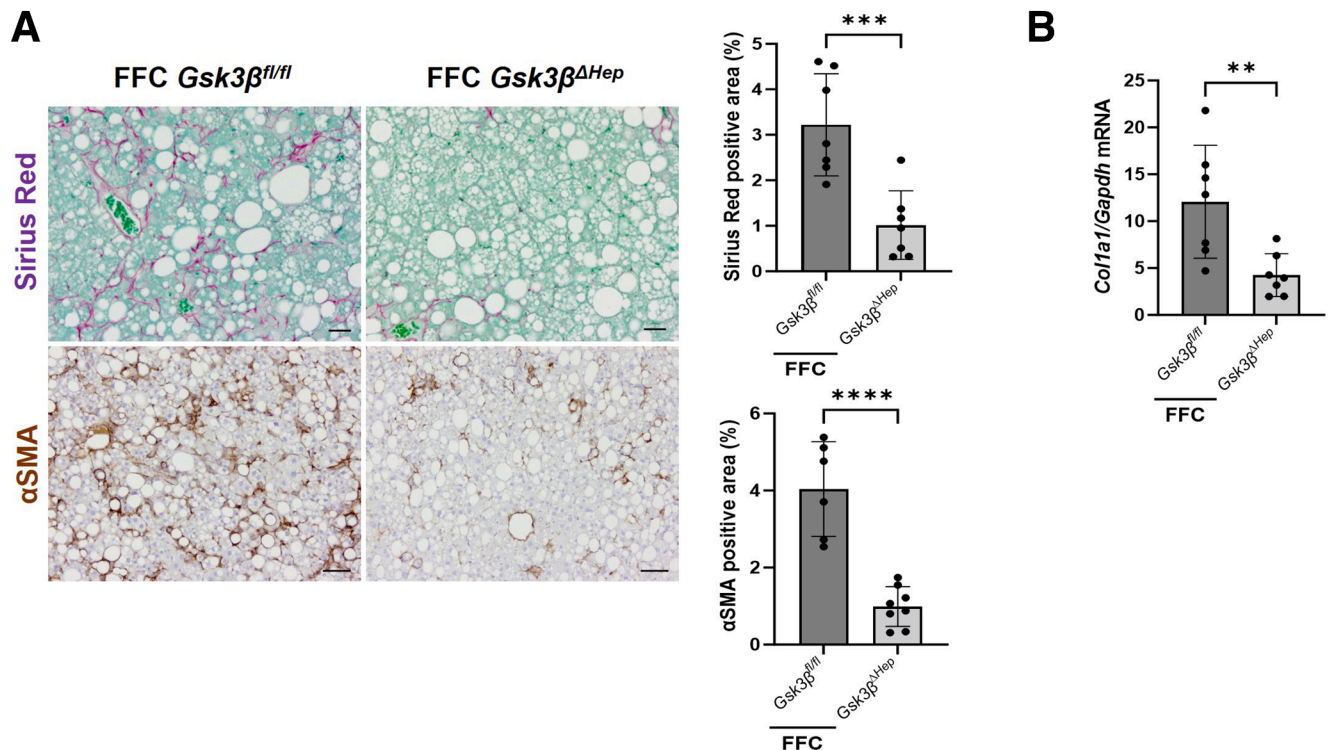 A
B
FFC Gsk3β^fl/fl
FFC Gsk3β^ΔHep
Sirius Red
αSMA
***
Sirius Red positive area (%)
5
4
3
2
1
0
Gsk3β^fl/fl
Gsk3β^ΔHep
FFC
****
αSMA positive area (%)
6
4
2
0
Gsk3β^fl/fl
Gsk3β^ΔHep
FFC
**
Col1a1/Gapdh mRNA
25
20
15
10
5
0
Gsk3β^fl/fl
Gsk3β^ΔHep
FFC